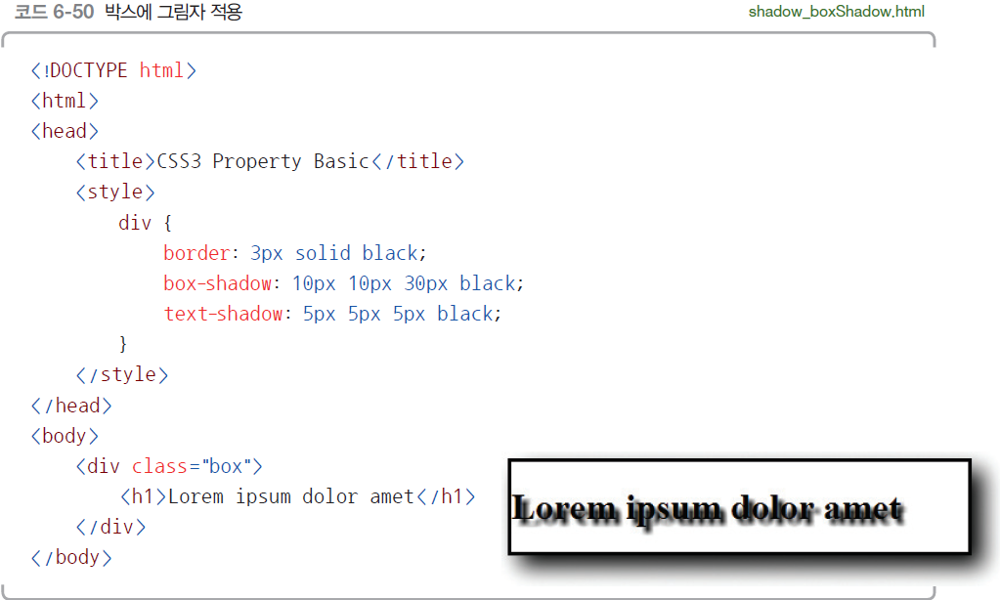 코드 6-50 박스에 그림자 적용
shadow_boxShadow.html
<!DOCTYPE html>
<html>
<head>
    <title>CSS3 Property Basic</title>
    <style>
        div {
            border: 3px solid black;
            box-shadow: 10px 10px 30px black;
            text-shadow: 5px 5px 5px black;
        }
    </style>
</head>
<body>
    <div class="box">
        <h1>Lorem ipsum dolor amet</h1>
    </div>
</body>
Lorem ipsum dolor amet